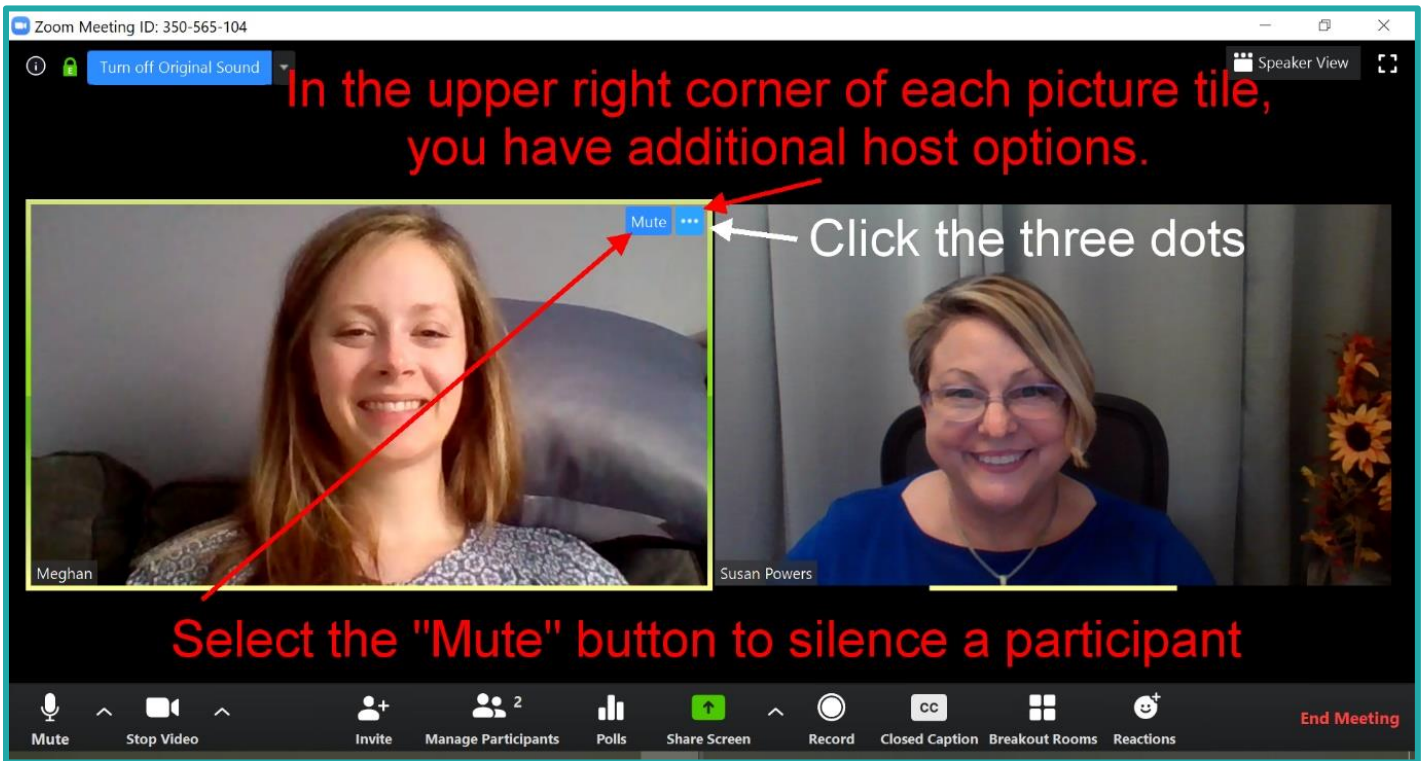 Zoom Meeting ID: 350-565-104
Turn off Original Sound
Speaker View
In the upper right corner of each picture tile,
you have additional host options.
Mute
Click the three dots
Meghan
Susan Powers
Select the "Mute" button to silence a participant
2
CC
Mute
Stop Video
Invite
Manage Participants
Polls
Share Screen
Record
Closed Caption
Breakout Rooms
Reactions
End Meeting